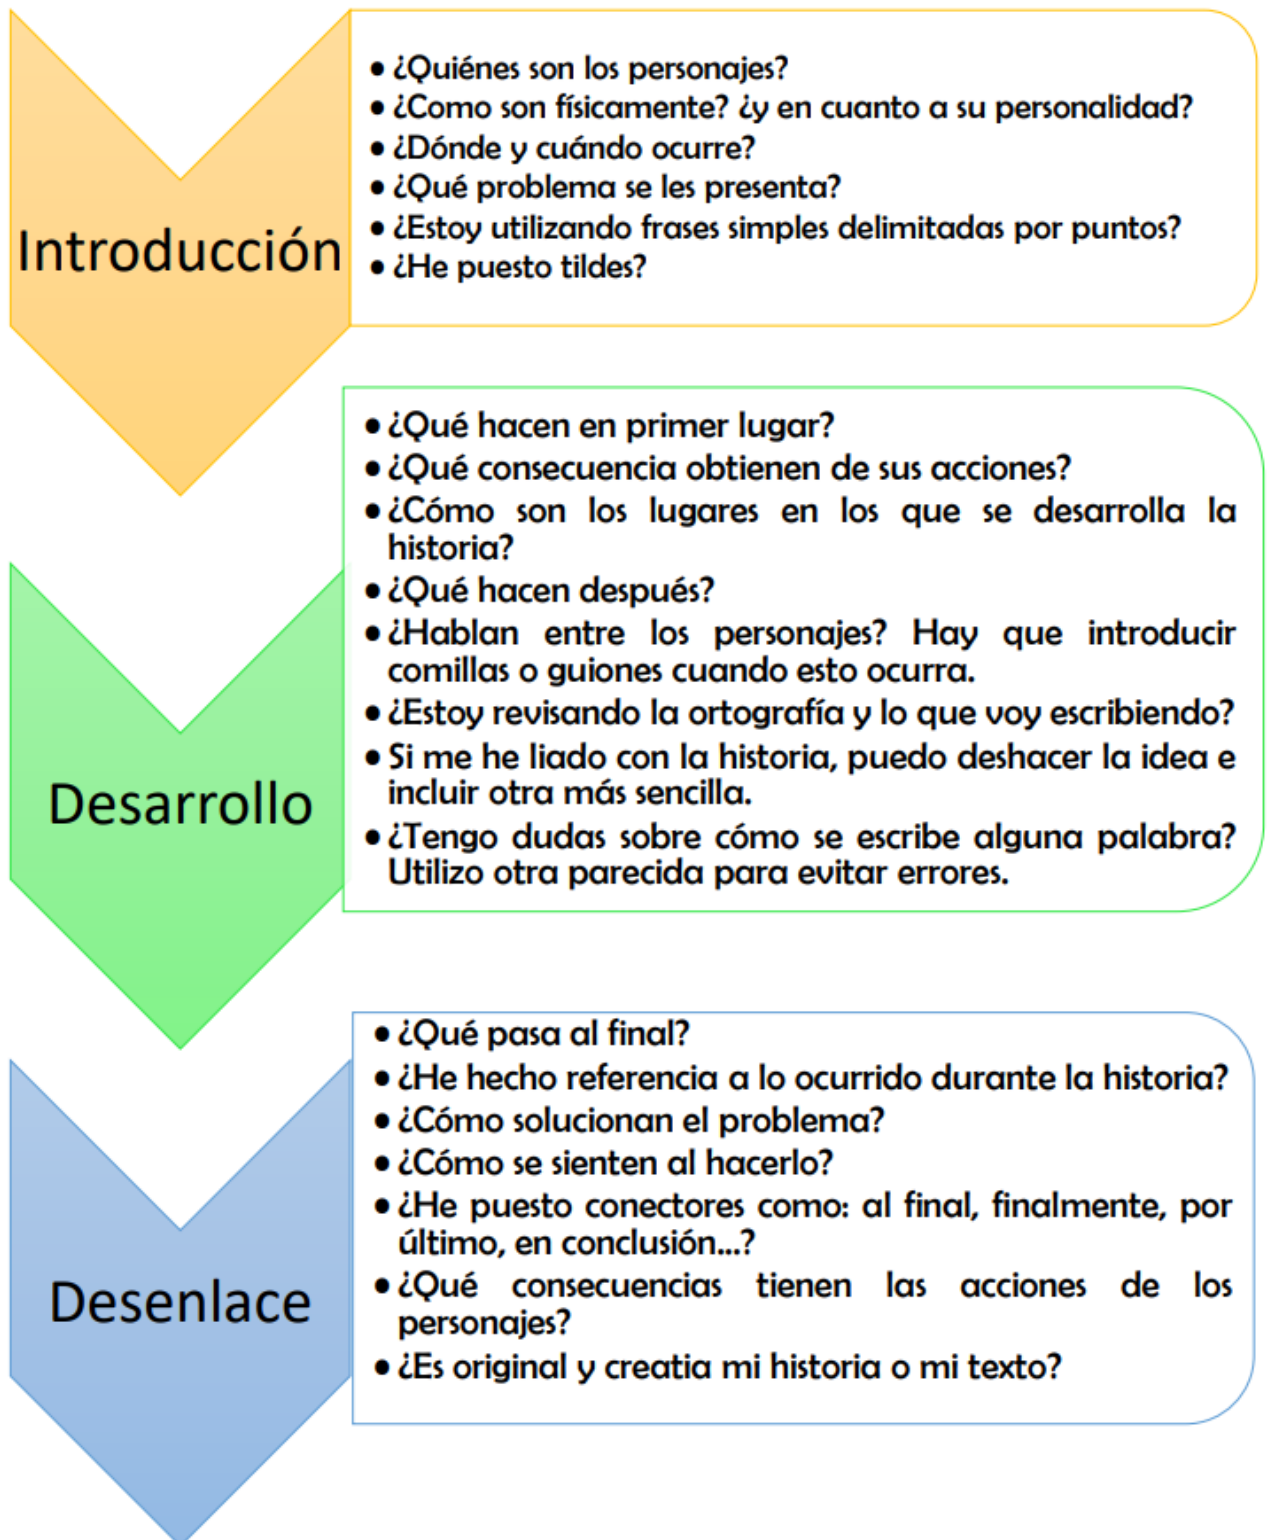 Introducción
• ¿Quiénes son los personajes?
• ¿Como son físicamente? ¿y en cuanto a su personalidad?
• ¿Dónde y cuándo ocurre?
• ¿Qué problema se les presenta?
• ¿Estoy utilizando frases simples delimitadas por puntos?
• ¿He puesto tildes?
Desarrollo
• ¿Qué hacen en primer lugar?
• ¿Qué consecuencia obtienen de sus acciones?
• ¿Cómo son los lugares en los que se desarrolla la
historia?
• ¿Qué hacen después?
• ¿Hablan entre los personajes? Hay que introducir
comillas o guiones cuando esto ocurra.
• ¿Estoy revisando la ortografía y lo que voy escribiendo?
• Si me he liado con la historia, puedo deshacer la idea e
incluir otra más sencilla.
• ¿Tengo dudas sobre cómo se escribe alguna palabra?
Utilizo otra parecida para evitar errores.
Desenlace
• ¿Qué pasa al final?
• ¿He hecho referencia a lo ocurrido durante la historia?
• ¿Cómo solucionan el problema?
• ¿Cómo se sienten al hacerlo?
• ¿He puesto conectores como: al final, finalmente, por
último, en conclusión...?
• ¿Qué consecuencias tienen las acciones de los
personajes?
• ¿Es original y creatia mi historia o mi texto?